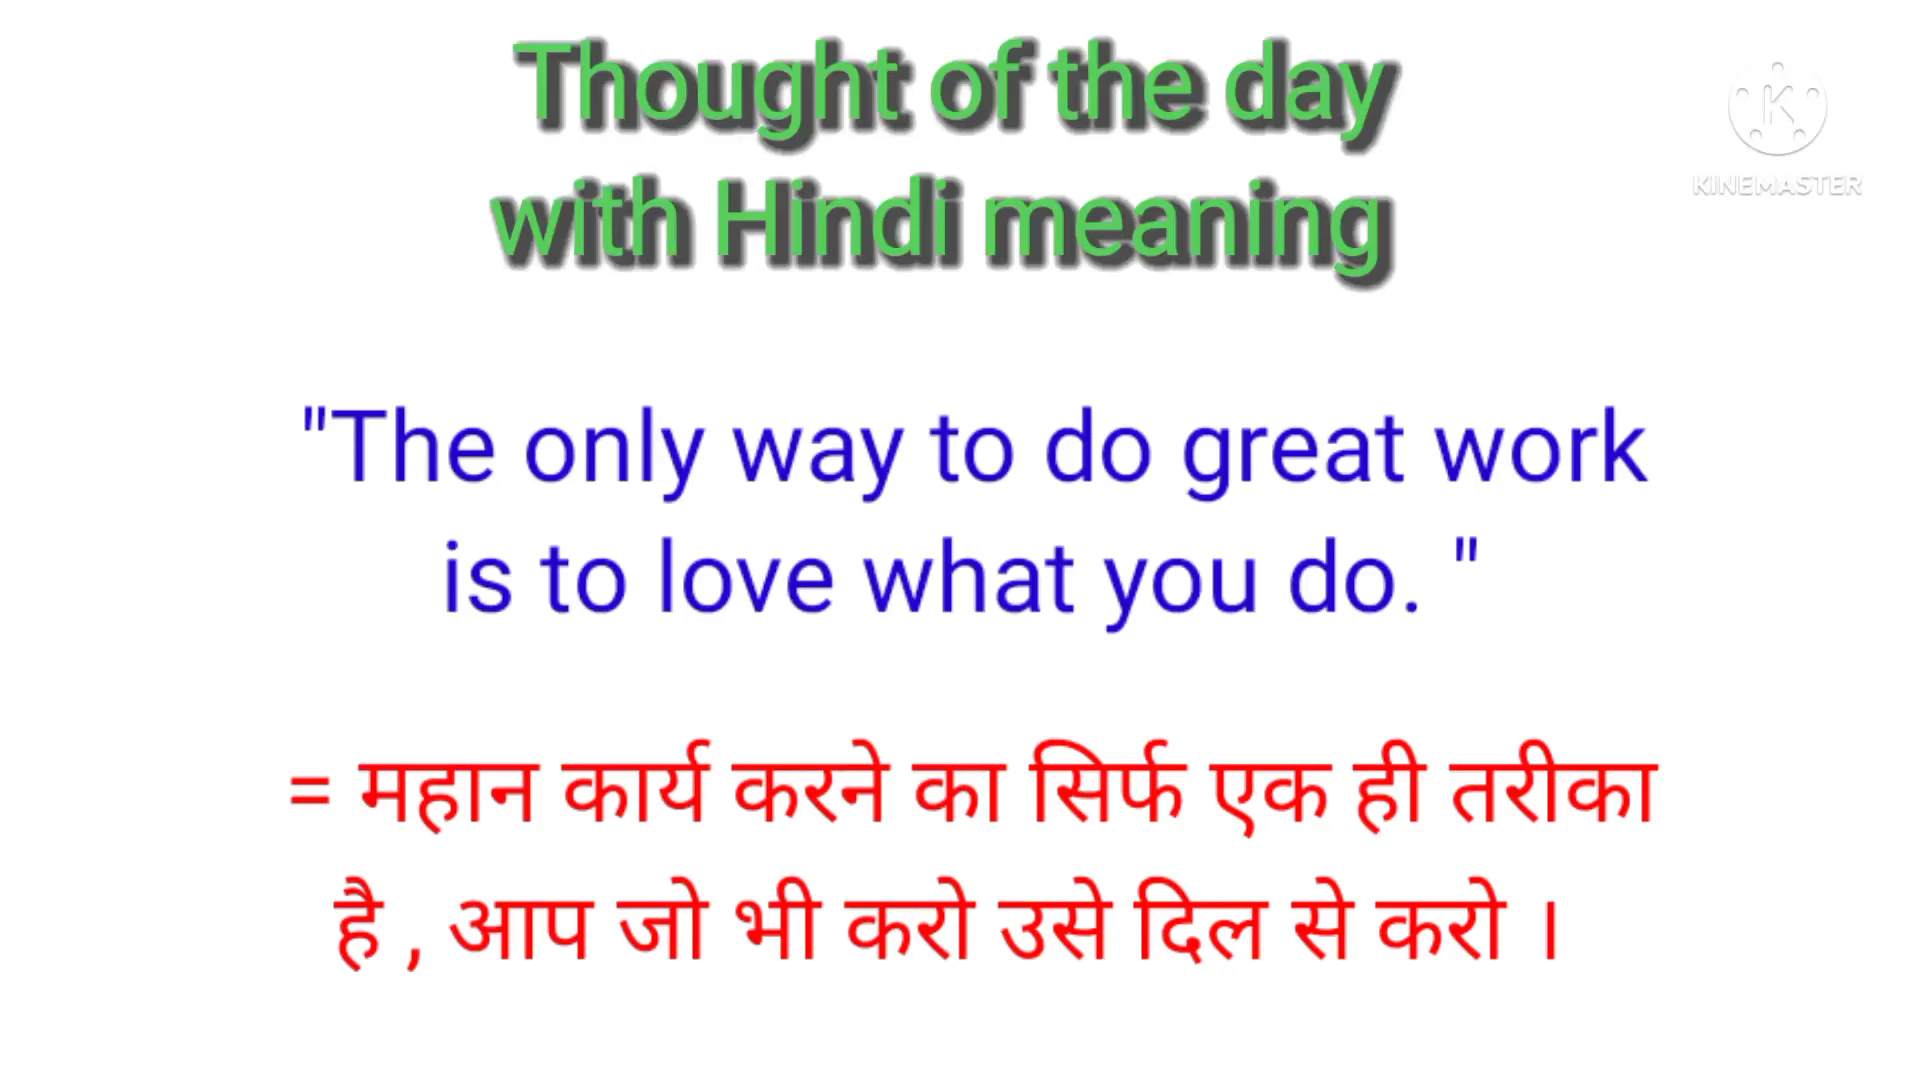 Thought of the day
with Hindi meaning
KINEMASTER
"The only way to do great work
is to love what you do. "
= महान कार्य करने का सिर्फ एक ही तरीका
है , आप जो भी करो उसे दिल से करो ।